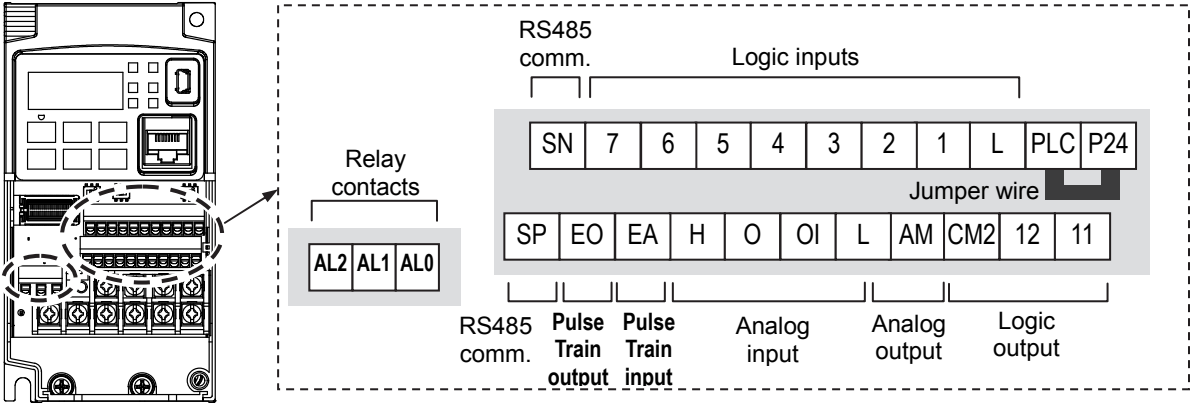 RS485
comm.
Logic inputs
SN 7 6 5 4 3 2 1 L PLC P24
Jumper wire
Relay
contacts
AL2 AL1 AL0
SP EO EA H O OI L AM CM2 12 11
RS485
comm.
Pulse
Train
output
Pulse
Train
input
Analog
input
Analog
output
Logic
output